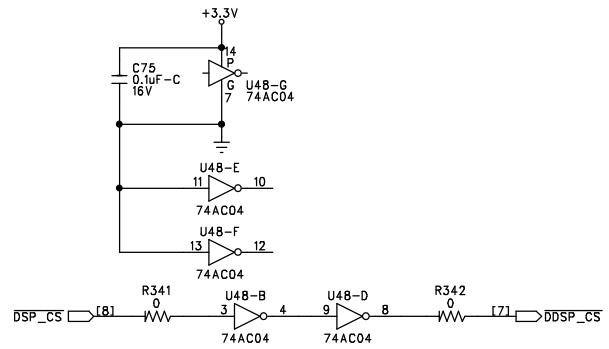 +3.3V
14
C75
0.1uF-C
16V
P
G
U48-G
7
74AC04
U48-E
11
10
74AC04
U48-F
13
12
74AC04
R341
0
U48-B
U48-D
R342
0
DSP_CS
[8]
3
4
9
8
[7]
DDSP_CS
74AC04
74AC04